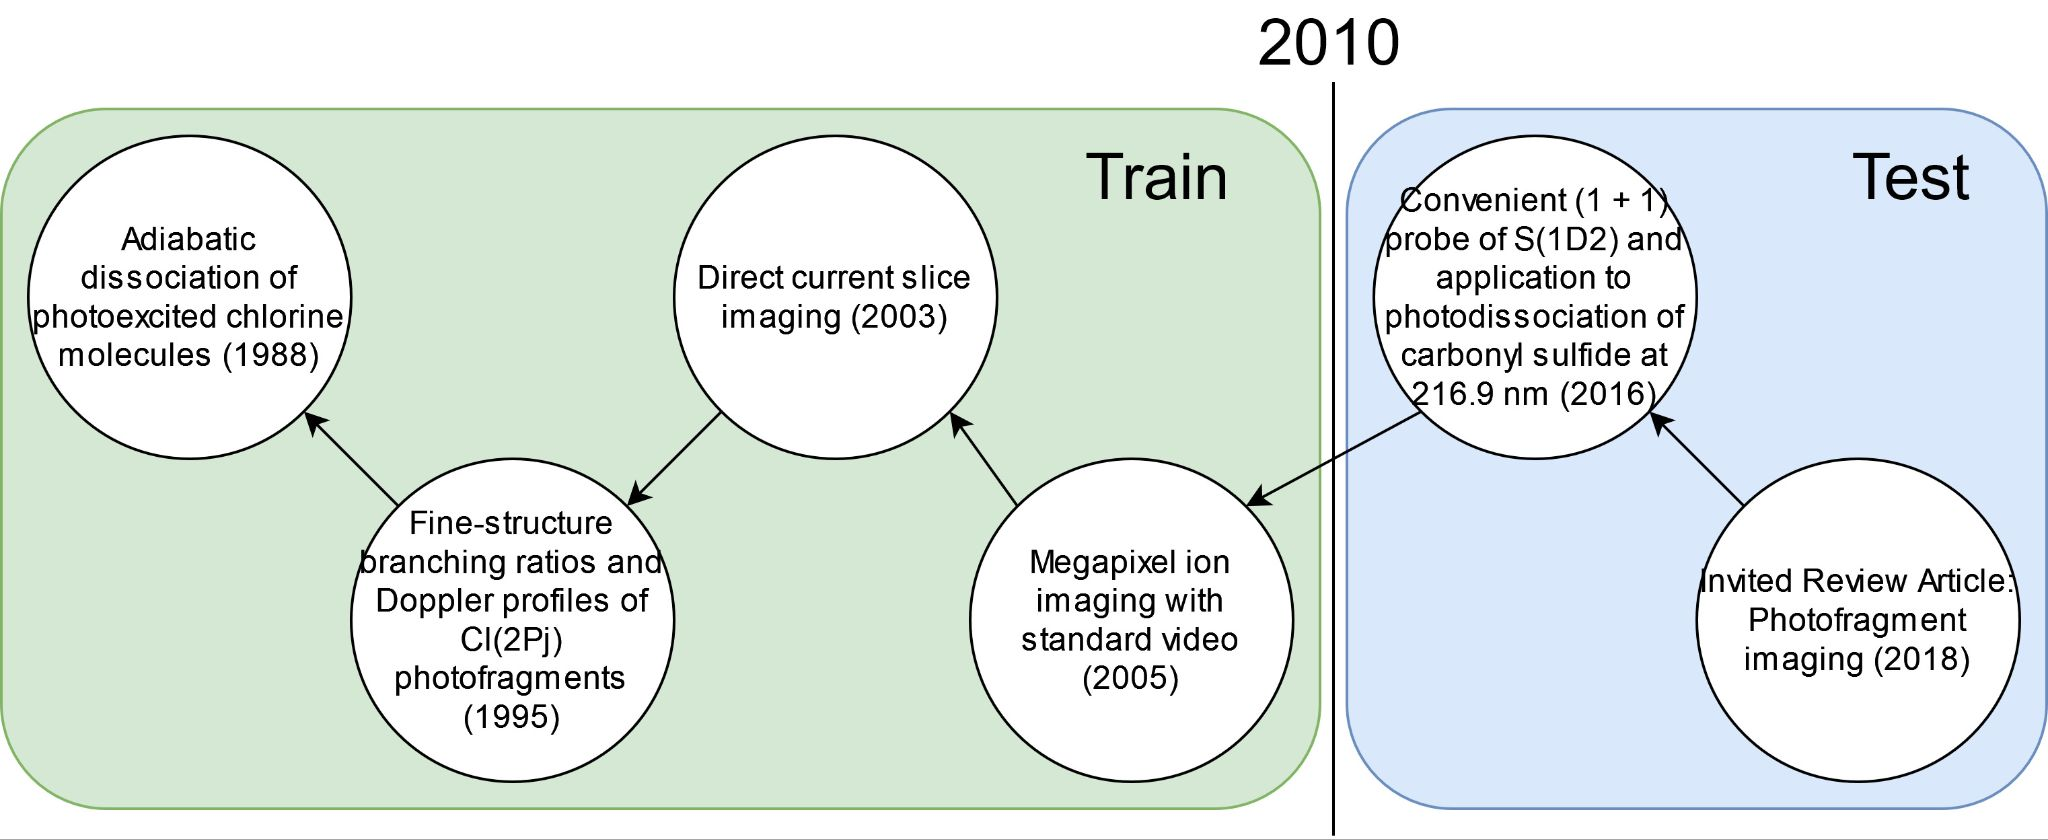 2010
Train
Test
Adiabatic
dissociation of
photoexcited chlorine
molecules (1988)
Fine-structure
branching ratios and
Doppler profiles of
Cl(2Pj)
photofragments
(1995)
Direct current slice
imaging (2003)
Megapixel ion
imaging with
standard video
(2005)
Convenient (1 + 1)
probe of S(1D2) and
application to
photodissociation of
carbonyl sulfide at
216.9 nm (2016)
Invited Review Article:
Photofragment
imaging (2018)